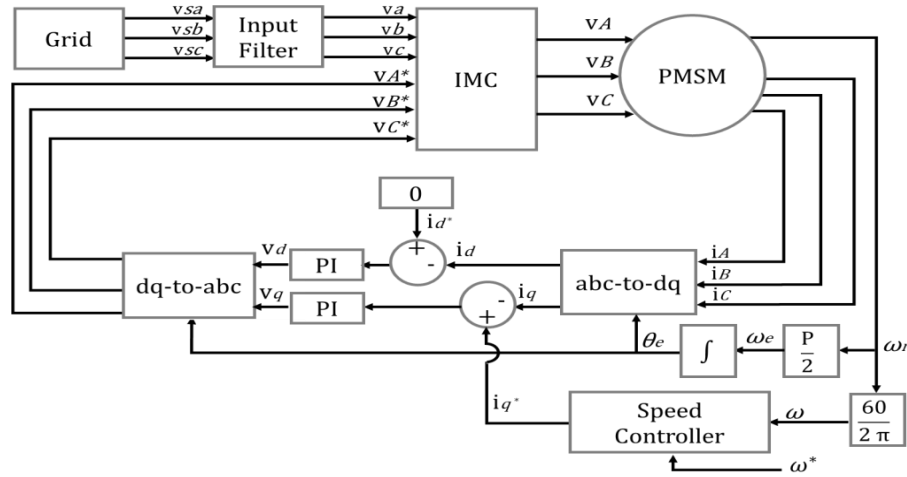 vsa
vsb
vsc
Grid
Input
Filter
va
vb
vc
vA*
vB*
vC*
IMC
vA
vB
vC
PMSM
0
id*
+
-
id
vd
PI
dq-to-abc
vq
PI
-
+
iq
abc-to-dq
iA
iB
iC
θe
∫
ωe
P
2
iq*
Speed
Controller
ω
60
2 π
ω*